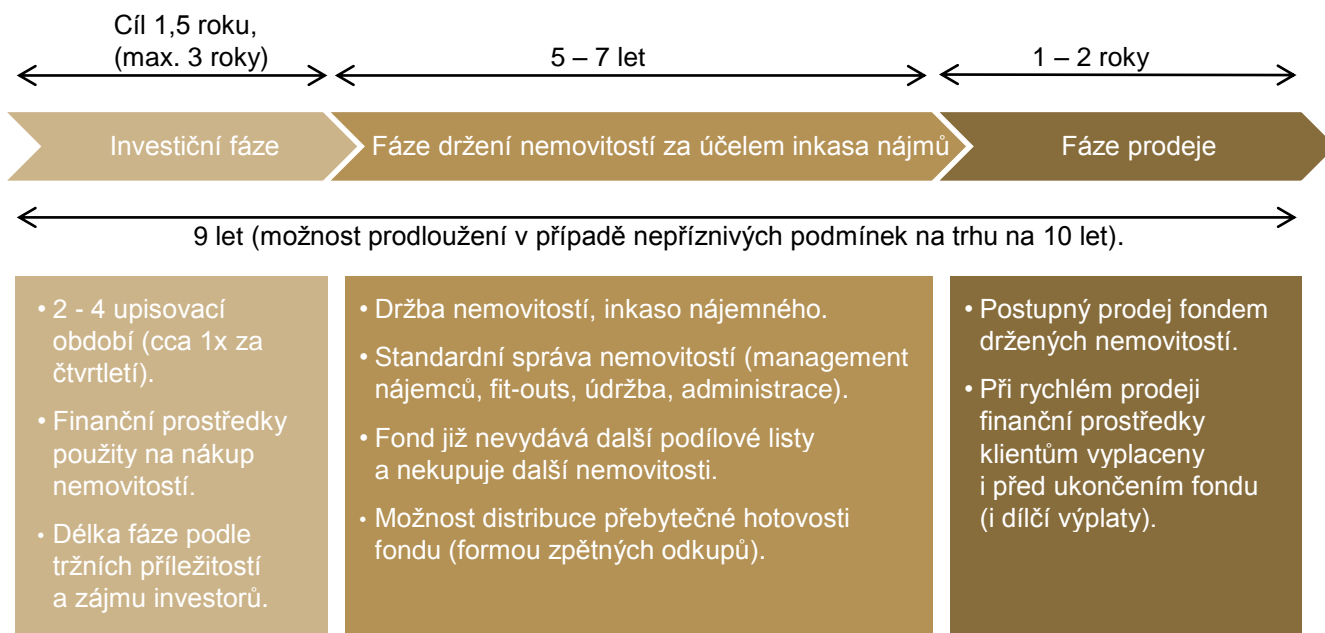 Cíl 1,5 roku,
(max. 3 roky)
5 – 7 let
1 – 2 roky
Investiční fáze
Fáze držení nemovitostí za účelem inkasa nájmů
Fáze prodeje
9 let (možnost prodloužení v případě nepříznivých podmínek na trhu na 10 let).
• 2 - 4 upisovací
období (cca 1x za
čtvrtletí).
• Finanční prostředky
použity na nákup
nemovitostí.
• Délka fáze podle
tržních příležitostí
a zájmu investorů.
• Držba nemovitostí, inkaso nájemného.
• Standardní správa nemovitostí (management
nájemců, fit-outs, údržba, administrace).
• Fond již nevydává další podílové listy
a nekupuje další nemovitosti.
• Možnost distribuce přebytečné hotovosti
fondu (formou zpětných odkupů).
• Postupný prodej fondem
držených nemovitostí.
• Při rychlém prodeji
finanční prostředky
klientům vyplaceny
i před ukončením fondu
(i dílčí výplaty).